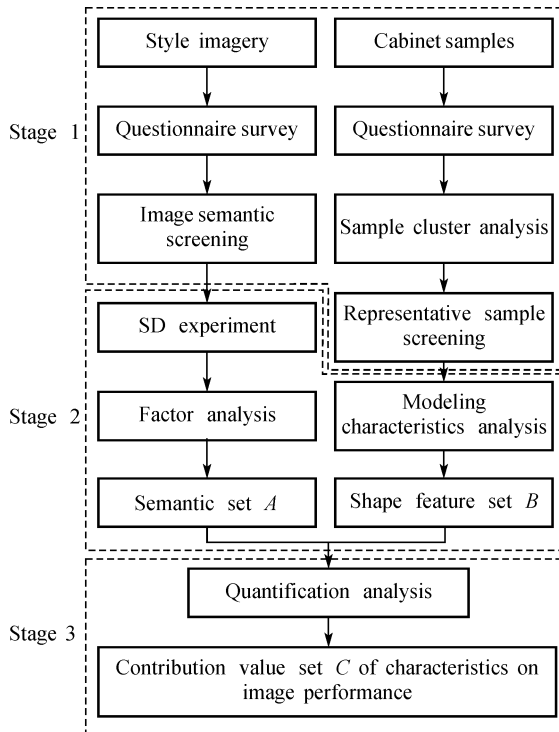 Style imagery
Cabinet samples
Stage 1
Questionnaire survey
Questionnaire survey
Image semantic
screening
Sample cluster analysis
SD experiment
Representative sample
screening
Stage 2
Factor analysis
Modeling
characteristics analysis
Semantic set A
Shape feature set B
Stage 3
Quantification analysis
Contribution value set C of characteristics on
image performance